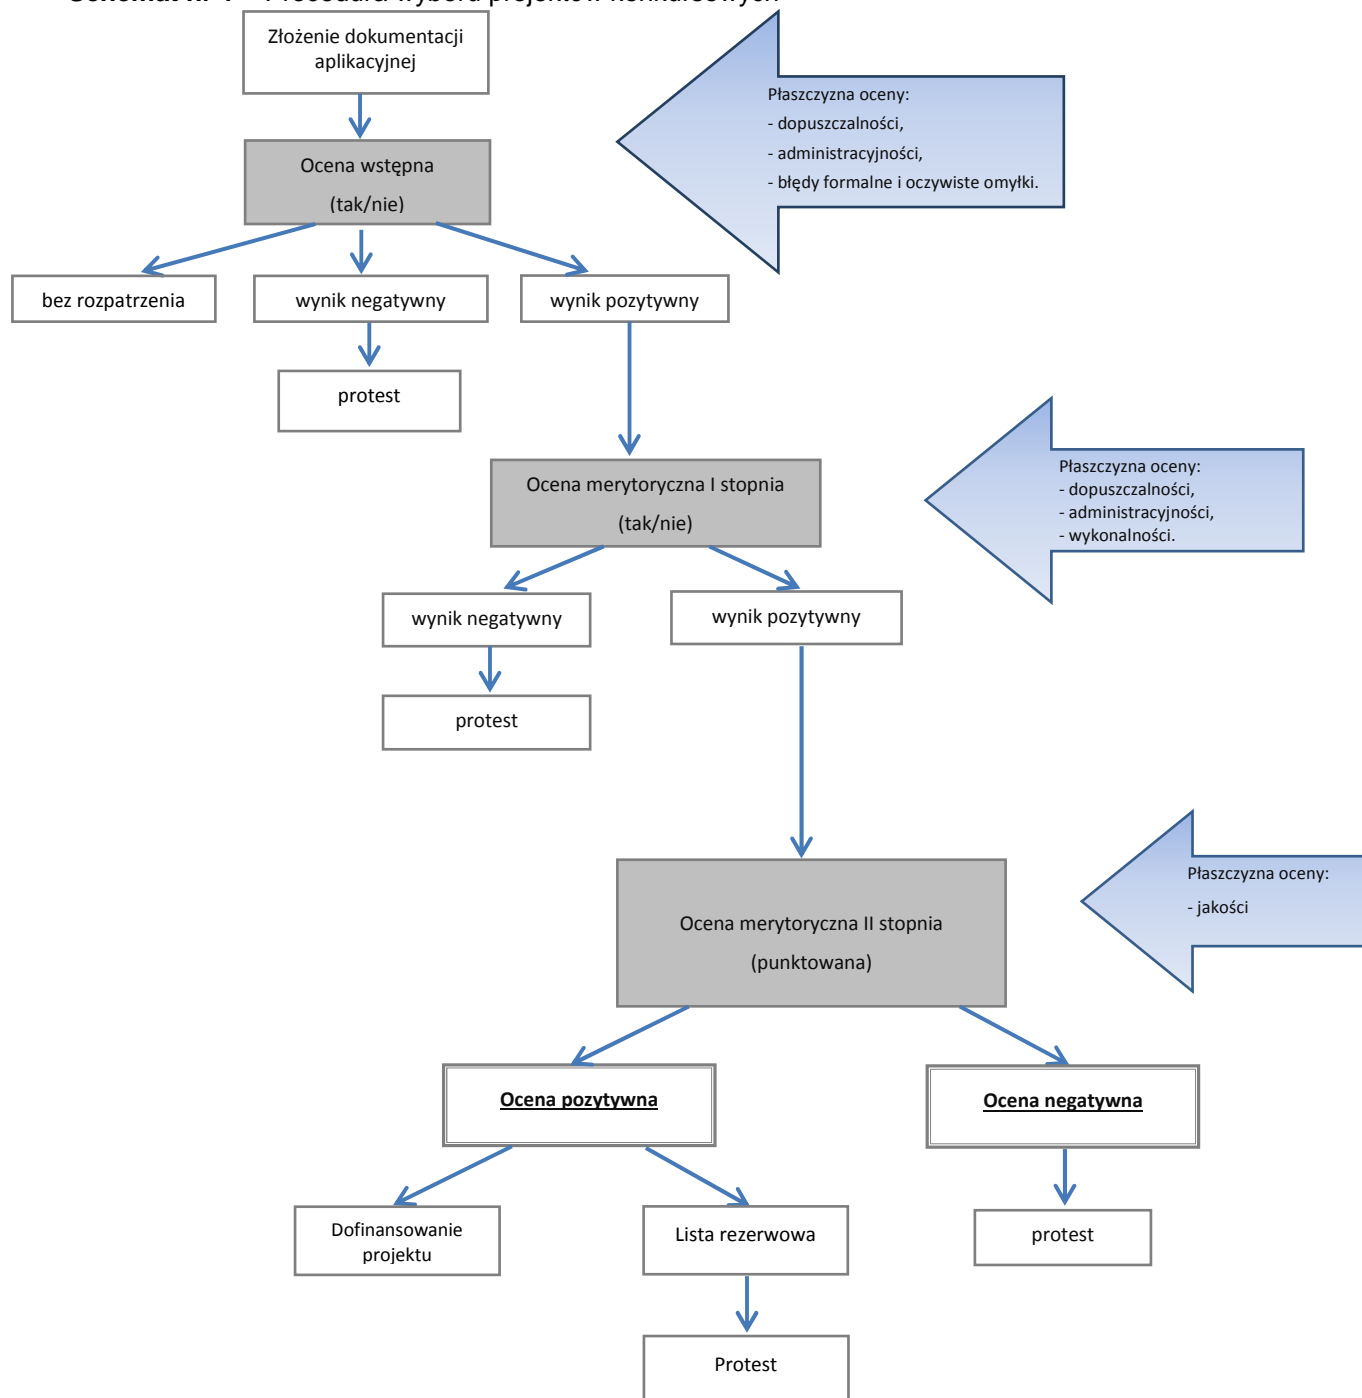 Złożenie dokumentacji
aplikacyjnej
Płaszczyzna oceny:
- dopuszczalności,
- administracyjności,
- błędy formalne i oczywiste omyłki.
Ocena wstępna
(tak/nie)
bez rozpatrzenia
wynik negatywny
wynik pozytywny
protest
Ocena merytoryczna I stopnia
(tak/nie)
Płaszczyzna oceny:
- dopuszczalności,
- administracyjności,
- wykonalności.
wynik negatywny
wynik pozytywny
protest
Ocena merytoryczna II stopnia
(punktowana)
Płaszczyzna oceny:
- jakości
Ocena pozytywna
Ocena negatywna
Dofinansowanie
projektu
Lista rezerwowa
protest
Protest